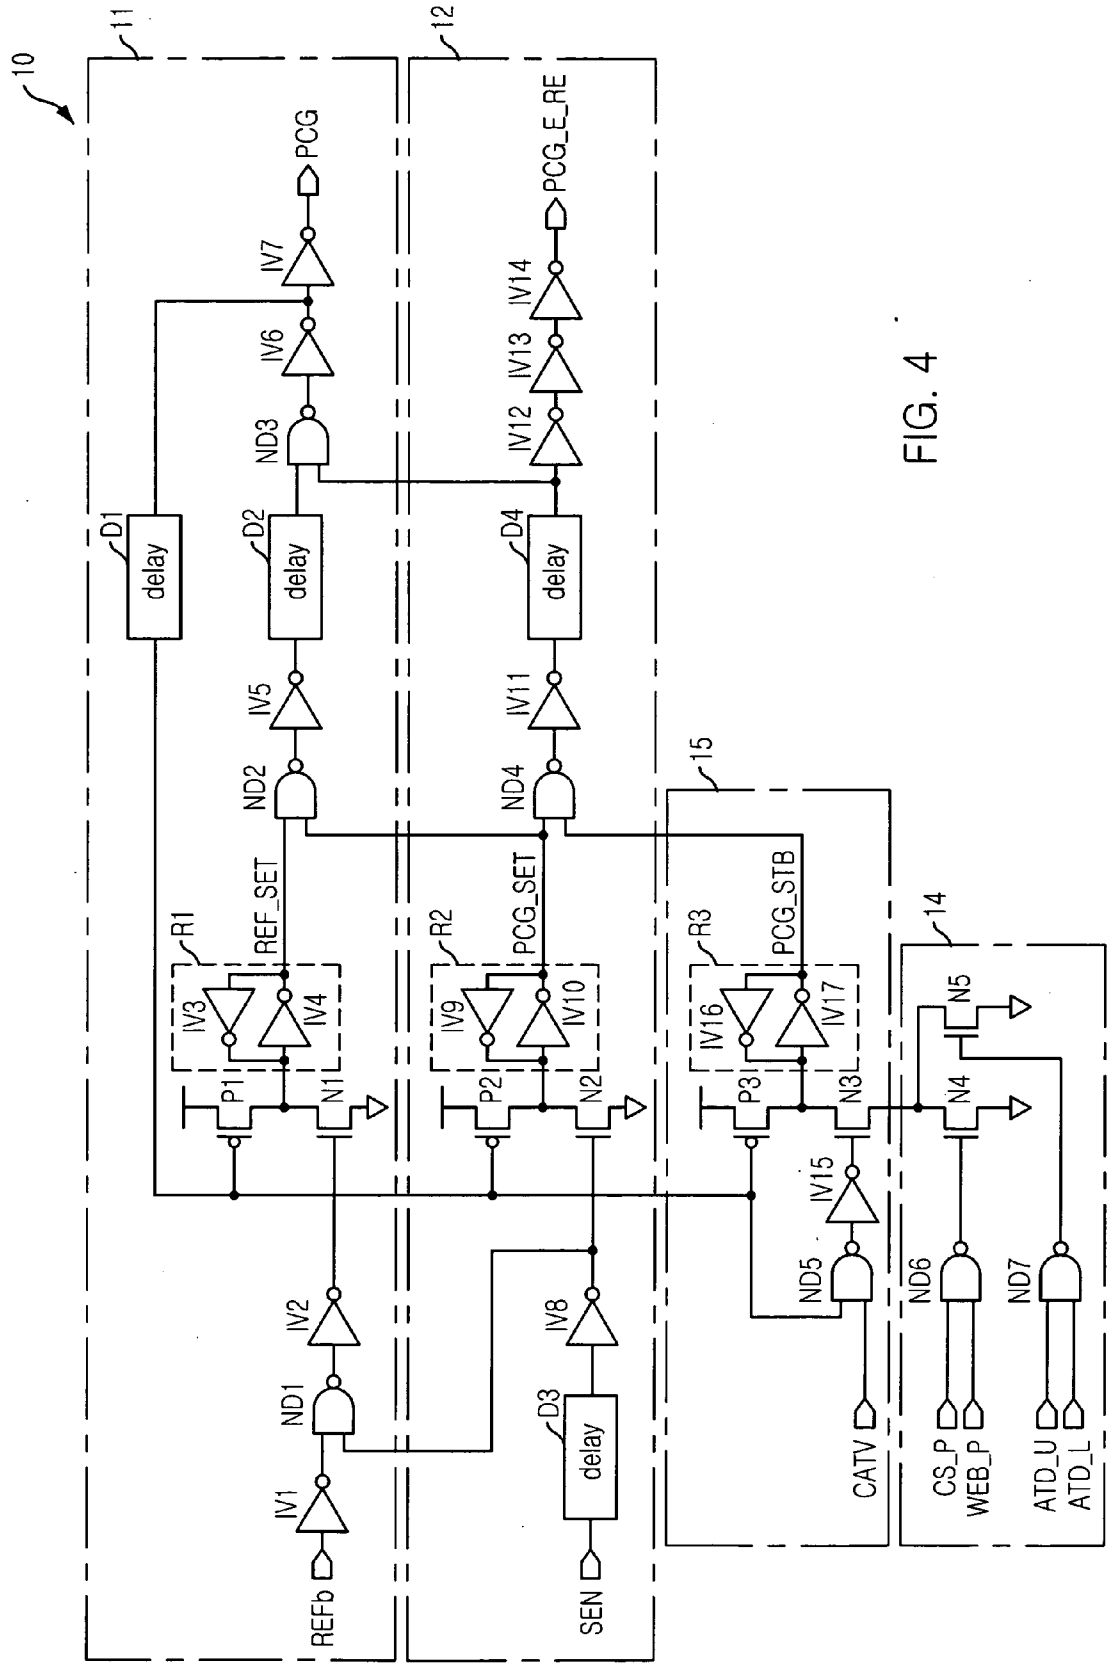 10
11
D1
delay
IV7
PCG
IV6
ND3
D2
delay
IV5
ND2
REF_SET
R1
IV3
IV4
P1
N1
IV2
ND1
IV1
REFb
12
PCG_E_RE
IV14
IV13
IV12
D4
delay
IV11
ND4
PCG_SET
R2
IV9
IV10
P2
N2
IV8
D3
delay
SEN
15
PCG_STB
R3
IV16
IV17
P3
N3
IV15
ND5
CATV
14
N5
N4
ND6
CS_P
WEB_P
ND7
ATD_U
ATD_L
FIG. 4